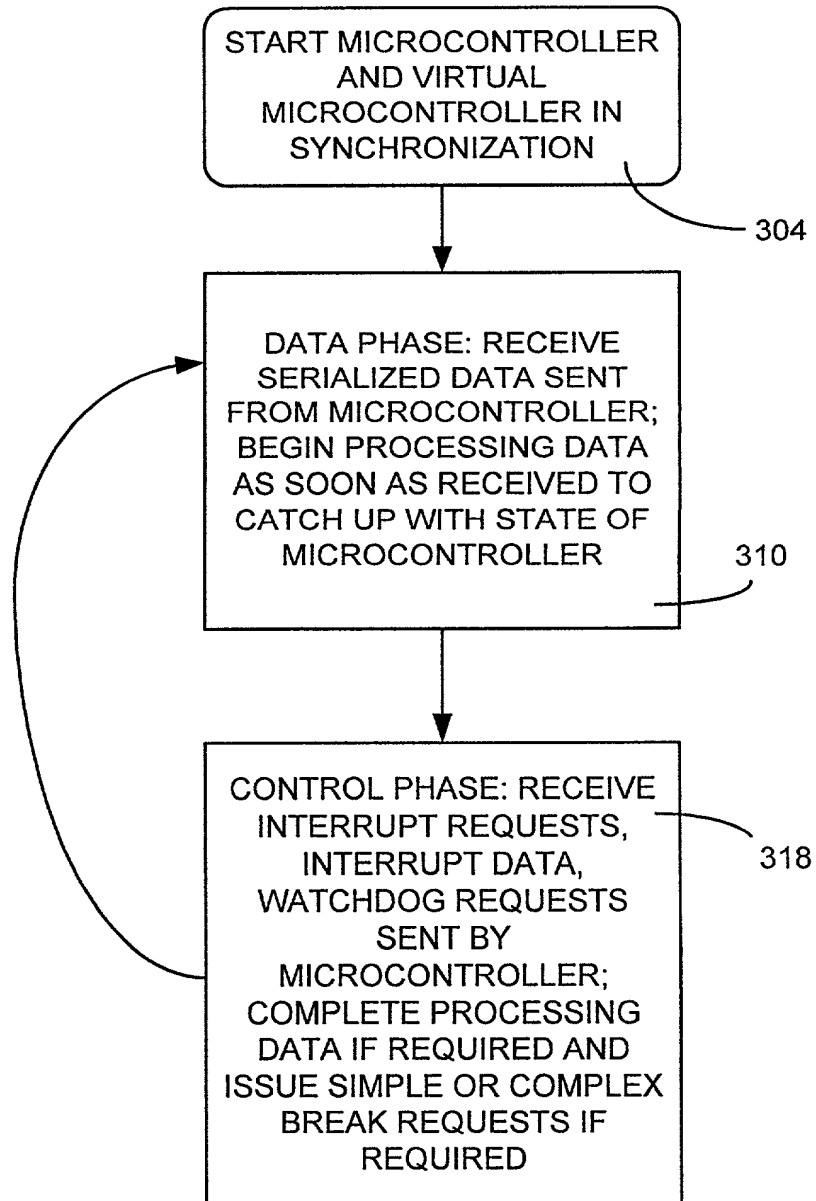 START MICROCONTROLLER
AND VIRTUAL
MICROCONTROLLER IN
SYNCHRONIZATION
304
DATA PHASE: RECEIVE
SERIALIZED DATA SENT
FROM MICROCONTROLLER;
BEGIN PROCESSING DATA
AS SOON AS RECEIVED TO
CATCH UP WITH STATE OF
MICROCONTROLLER
310
CONTROL PHASE: RECEIVE
INTERRUPT REQUESTS,
INTERRUPT DATA,
WATCHDOG REQUESTS
SENT BY
MICROCONTROLLER;
COMPLETE PROCESSING
DATA IF REQUIRED AND
ISSUE SIMPLE OR COMPLEX
BREAK REQUESTS IF
REQUIRED
318